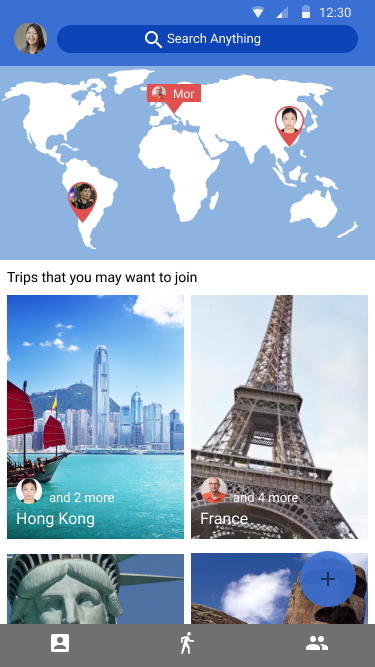 12:30
Search Anything
Mor
Trips that you may want to join
and 2 more
Hong Kong
and 4 more
France